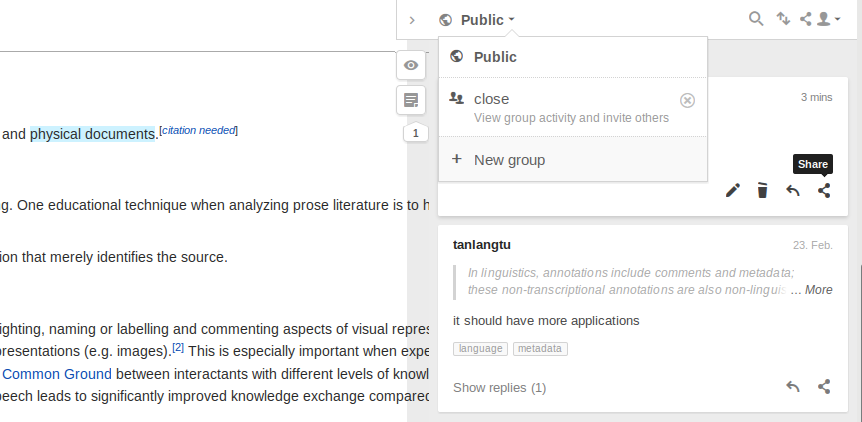 Public
Public
close
View group activity and invite others
New group
3 mins
Share
1
and physical documents.[citation needed]
One educational technique when analyzing prose literature is to
ion that merely identifies the source.
ighting, naming or labelling and commenting aspects of visual repres
presentations (e.g. images).[2] This is especially important when expe
Common Ground between interactants with different levels of knowl
peech leads to significantly improved knowledge exchange compared
tanlangtu
23. Feb.
In linguistics, annotations include comments and metadata;
these non-transcriptional annotations are also non-linguis ... More
it should have more applications
language metadata
Show replies (1)